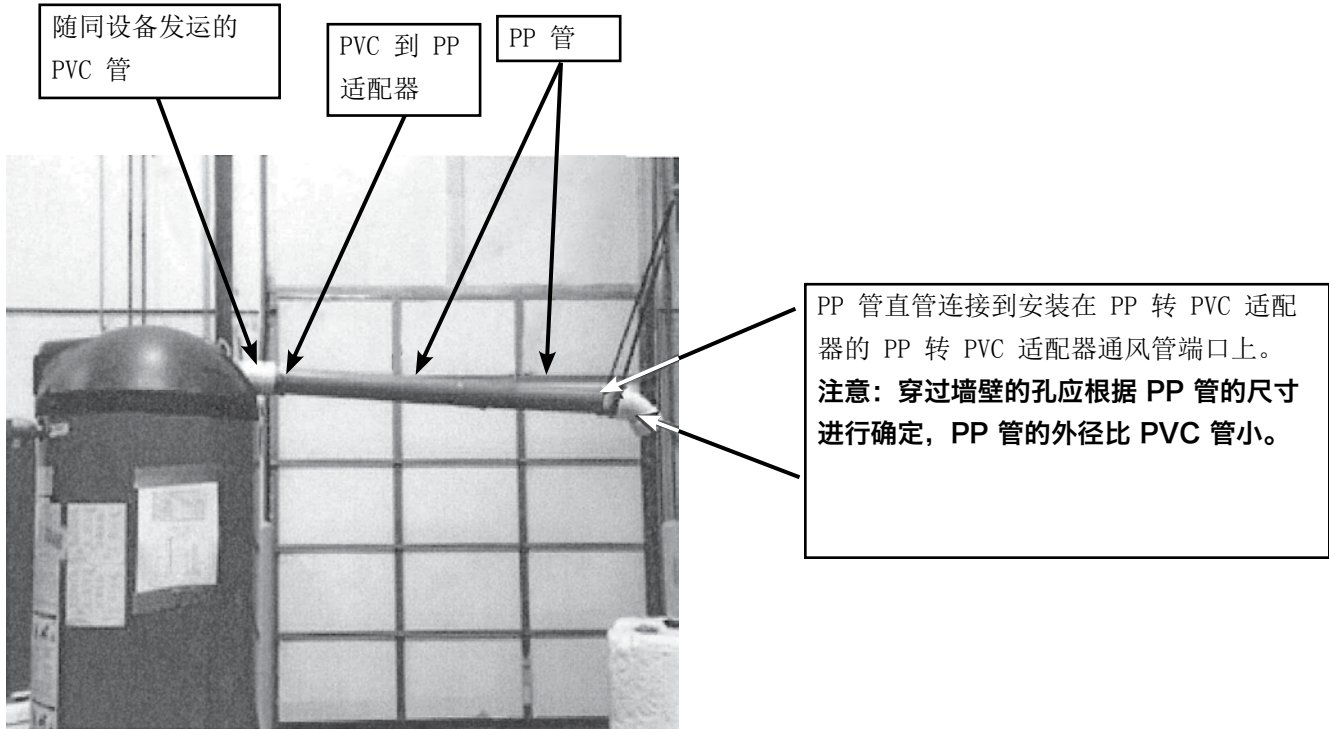 随同设备发运的
PVC 管
PVC 到 PP
适配器
PP 管
PP 管直管连接到安装在 PP 转 PVC 适配
器的 PP 转 PVC 适配器通风管端口上。
注意：穿过墙壁的孔应根据 PP 管的尺寸
进行确定，PP 管的外径比 PVC 管小。